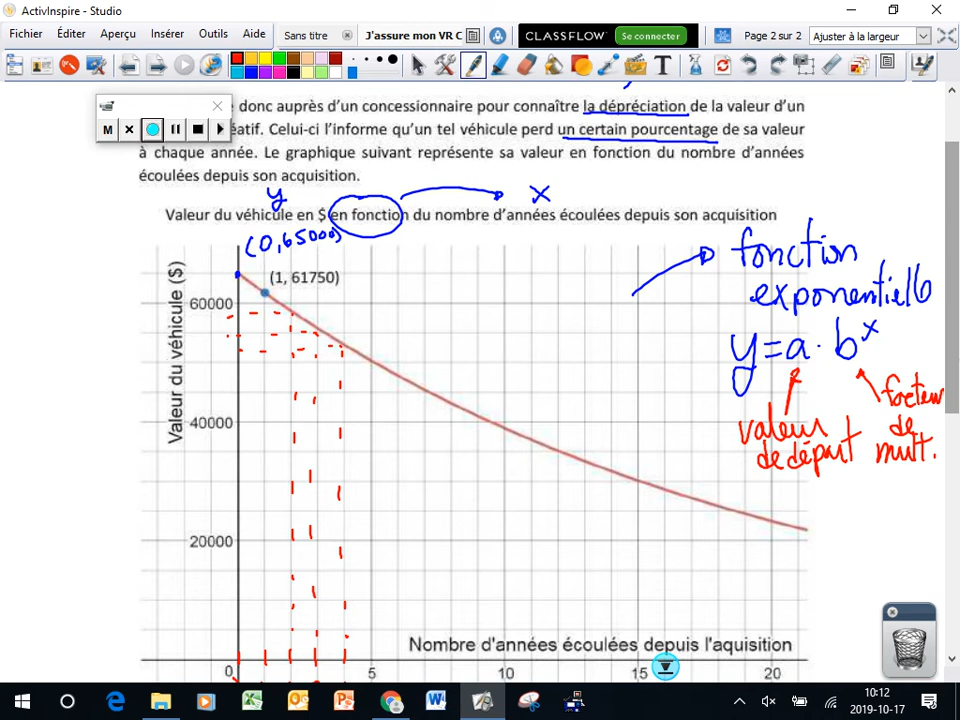 ActivInspire - Studio
Fichier Éditer Aperçu Insérer Outils Aide Sans titre J'assure mon VR C CLASSFLOW Se connecter Page 2 sur 2 Ajuster à la largeur
donc auprès d'un concessionnaire pour connaître la dépréciation de la valeur d'un
M
éatif. Celui-ci l'informe qu'un tel véhicule perd un certain pourcentage de sa valeur
à chaque année. Le graphique suivant représente sa valeur en fonction du nombre d'années
écoulées depuis son acquisition.
y x
Valeur du véhicule en $ en fonction du nombre d'années écoulées depuis son acquisition
(0, 65000)
(1, 61750)
fonction
exponentielle
y = a · b^x
valeur
de départ
facteur
de
mult.
Valeur du véhicule ($)
60000
40000
20000
Nombre d'années écoulées depuis l'aquisition
0 5 10 15 20
10:12
2019-10-17